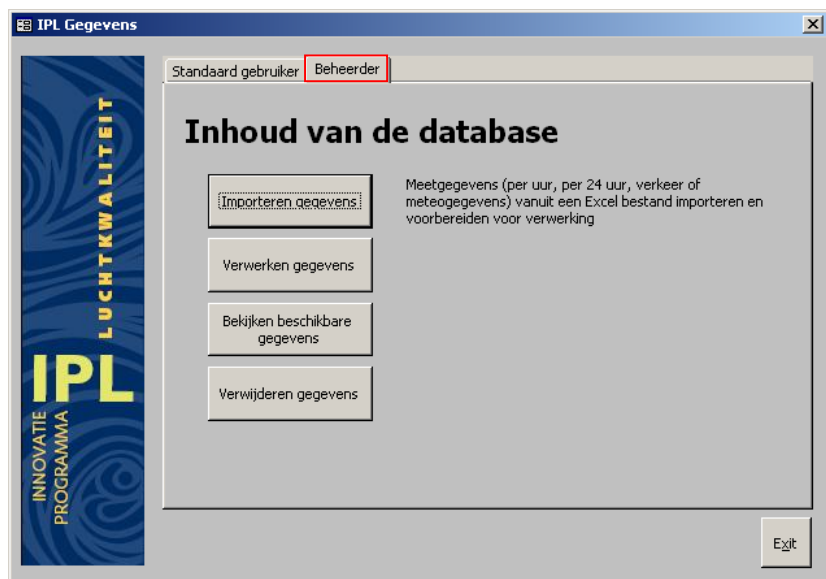 IPL Gegevens
Standaard gebruiker
Beheerder
Inhoud van de database
Importeren gegevens
Meetgegevens (per uur, per 24 uur, verkeer of
meteogegevens) vanuit een Excel bestand importeren en
voorbereiden voor verwerking
Verwerken gegevens
Bekijken beschikbare
gegevens
Verwijderen gegevens
LUCHTKWALITEIT
IPL
INNOVATIE
PROGRAMMA
Exit